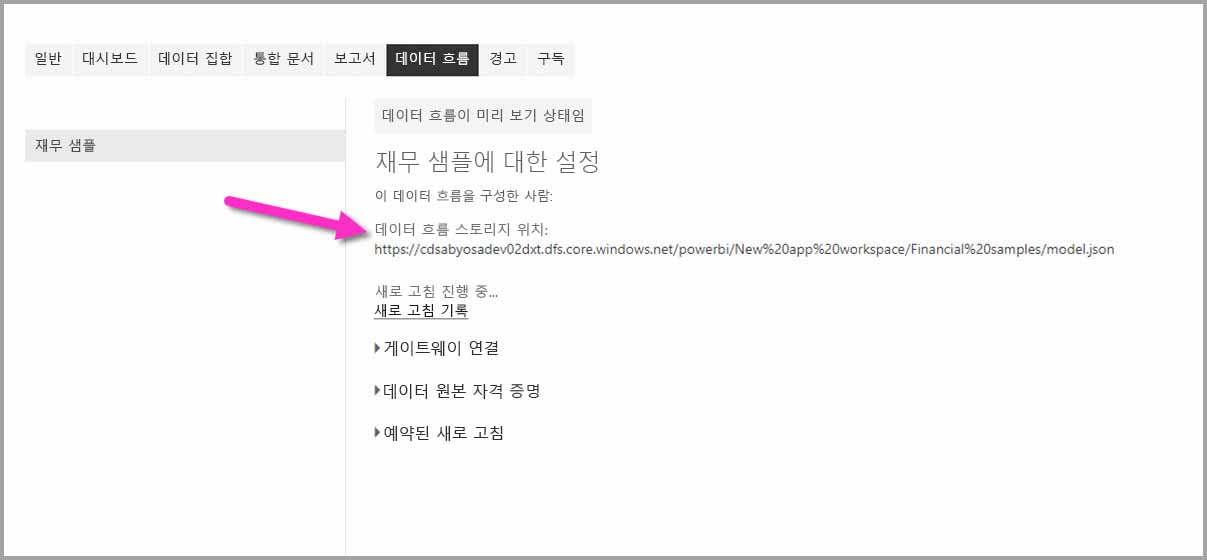 일반 대시보드 데이터 집합 통합 문서 보고서 데이터 흐름 경고 구독
재무 샘플
데이터 흐름이 미리 보기 상태임
재무 샘플에 대한 설정
이 데이터 흐름을 구성한 사람:
데이터 흐름 스토리지 위치:
https://cdsabyosadev02dxt.dfs.core.windows.net/powerbi/New%20app%20workspace/Financial%20samples/model.json
새로 고침 진행 중...
새로 고침 기록
게이트웨이 연결
데이터 원본 자격 증명
예약된 새로 고침